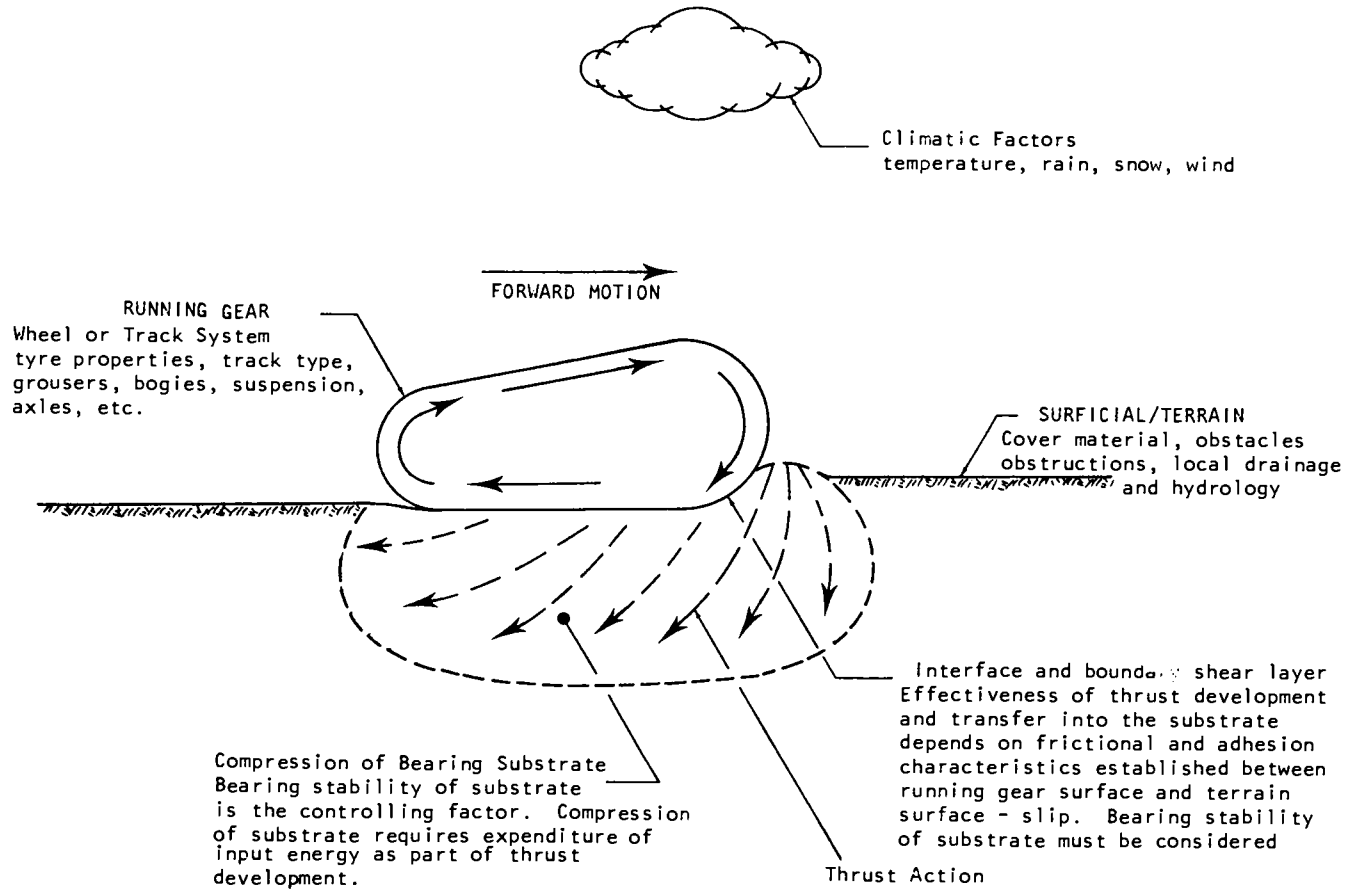 Climatic Factors
temperature, rain, snow, wind
FORWARD MOTION
RUNNING GEAR
Wheel or Track System
tyre properties, track type,
grousers, bogies, suspension,
axles, etc.
SURFICIAL/TERRAIN
Cover material, obstacles
obstructions, local drainage
and hydrology
Interface and shear layer
Effectiveness of thrust development
and transfer into the substrate
depends on frictional and adhesion
characteristics established between
running gear surface and terrain
surface - slip. Bearing stability
of substrate must be considered
Compression of Bearing Substrate
Bearing stability of substrate
is the controlling factor. Compression
of substrate requires expenditure of
input energy as part of thrust
development.
Thrust Action